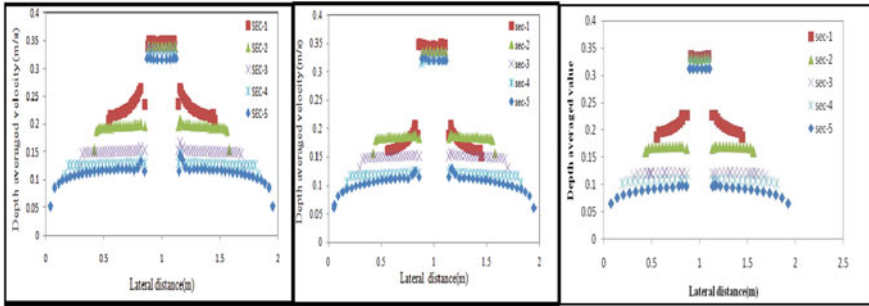 Depth averaged velocity(m/s)
0.4
0.35
0.3
0.25
0.2
0.15
0.1
0.05
0
0
0.5
1
1.5
2
Lateral distance(m)
SEC-1
SEC-2
SEC-3
SEC-4
SEC-5
Depth averaged velocity(m/s)
0.4
0.35
0.3
0.25
0.2
0.15
0.1
0.05
0
0
0.5
1
1.5
2
Lateral distance(m)
sec-1
sec-2
sec-3
sec-4
sec-5
Depth averaged value
0.4
0.35
0.3
0.25
0.2
0.15
0.1
0.05
0
0
0.5
1
1.5
2
2.5
Lateral distance(m)
sec-1
sec-2
sec-3
sec-4
sec-5